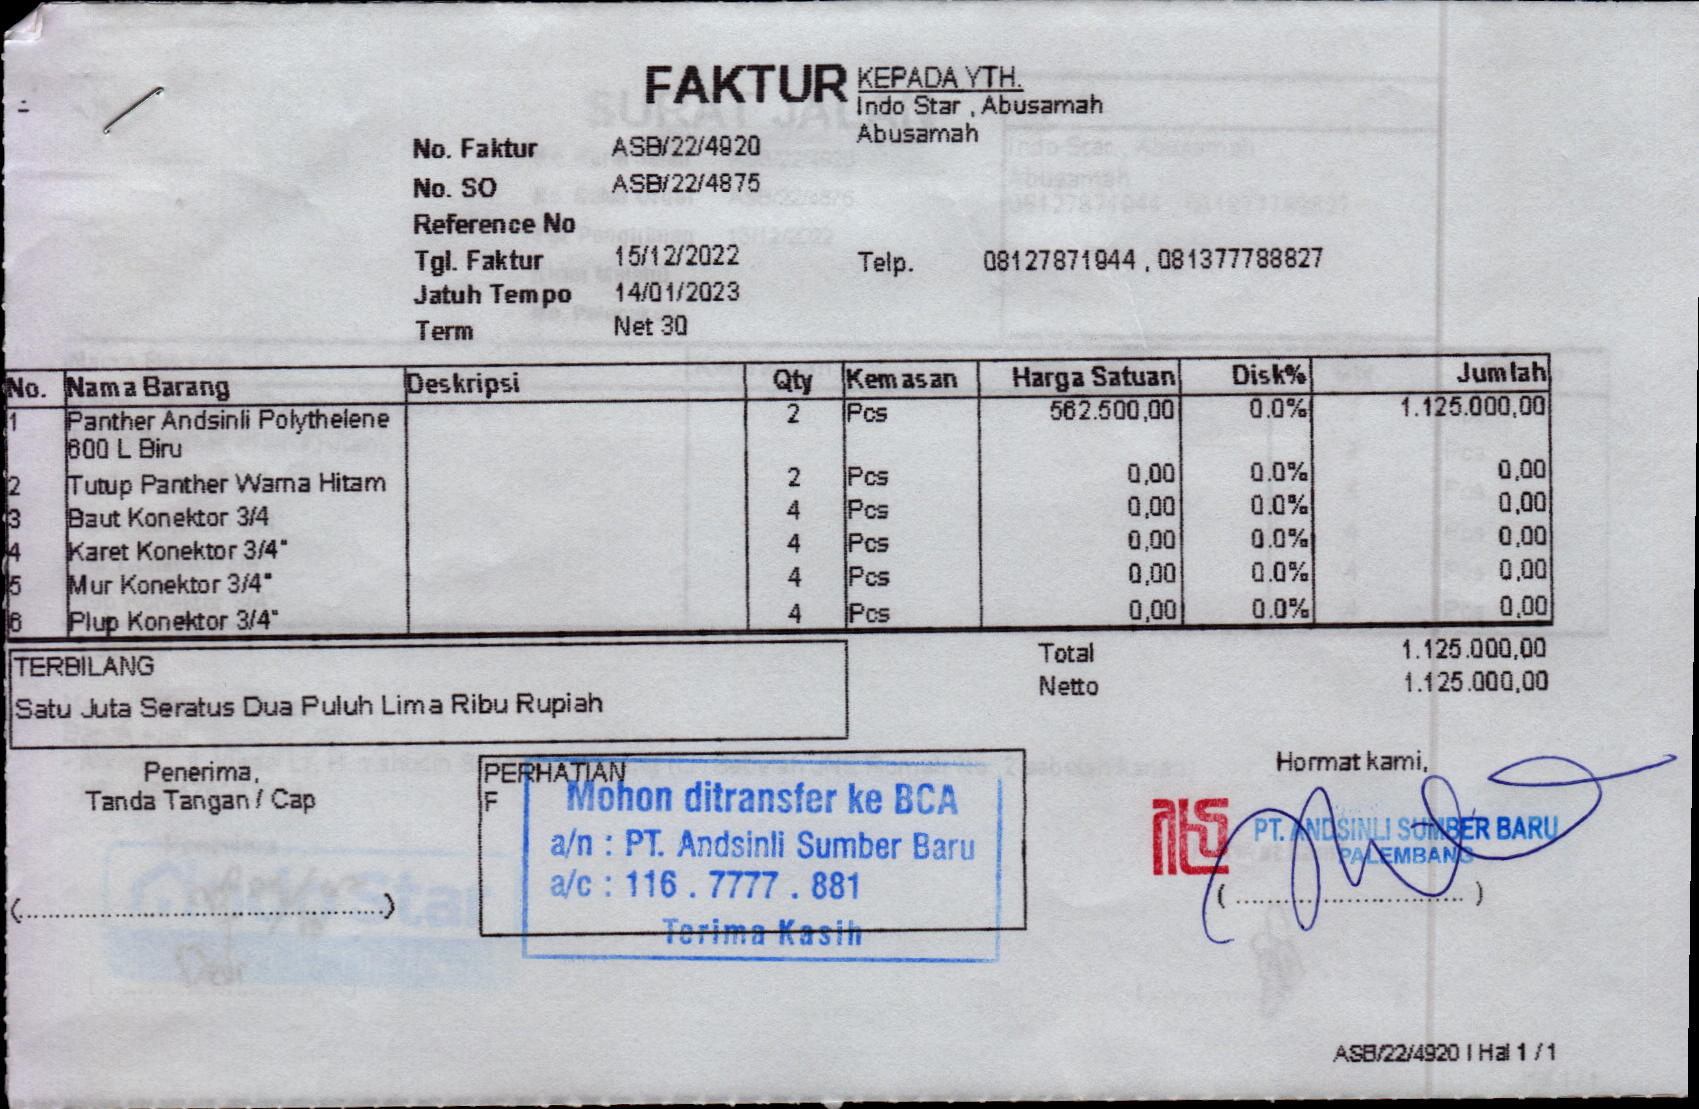 FAKTUR
KEPADA YTH.
Indo Star , Abusamah
Abusamah
No. Faktur ASB/22/4920
No. SO ASB/22/4875
Reference No
Tgl. Faktur 15/12/2022
Telp. 08127871944 , 081377788827
Jatuh Tempo 14/01/2023
Term Net 30
No. Nama Barang Deskripsi Qty Kemasan Harga Satuan Disk% Jumlah
1 Panther Andsinli Polythelene 2 Pcs 562.500,00 0.0% 1.125.000,00
600 L Biru
2 Tutup Panther Warna Hitam 2 Pcs 0,00 0.0% 0,00
3 Baut Konektor 3/4 4 Pcs 0,00 0.0% 0,00
4 Karet Konektor 3/4" 4 Pcs 0,00 0.0% 0,00
5 Mur Konektor 3/4" 4 Pcs 0,00 0.0% 0,00
6 Plup Konektor 3/4" 4 Pcs 0,00 0.0% 0,00
Total 1.125.000,00
Netto 1.125.000,00
TERBILANG
Satu Juta Seratus Dua Puluh Lima Ribu Rupiah
Penerima,
Tanda Tangan / Cap
(..........................................)
PERHATIAN
F
Mohon ditransfer ke BCA
a/n : PT. Andsinli Sumber Baru
a/c : 116 . 7777 . 881
Terima Kasih
Hormat kami,
PT. ANDSINLI SUMBER BARU
PALEMBANG
( .............................. )
ASB/22/4920 | Hal 1 / 1